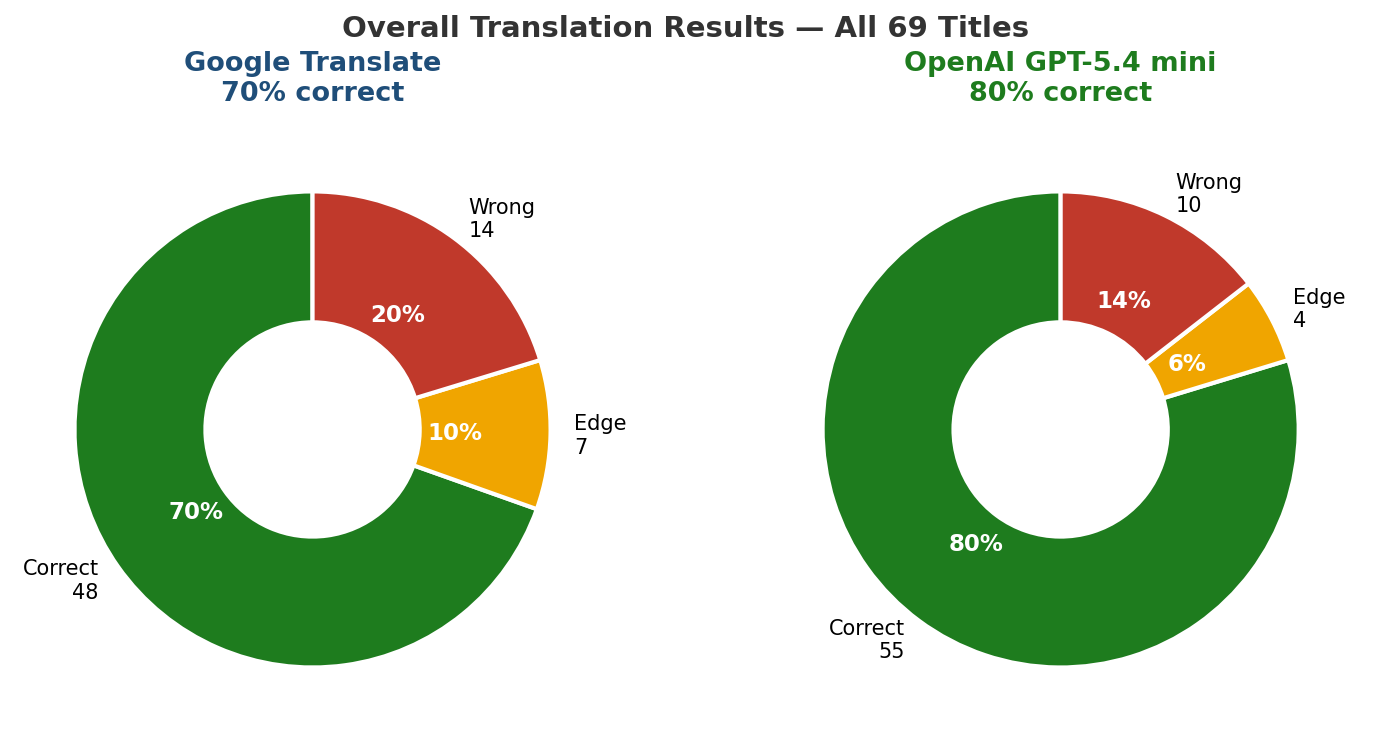 Overall Translation Results — All 69 Titles
Google Translate
70% correct
Wrong
14
20%
Edge
7
10%
70%
Correct
48
OpenAI GPT-5.4 mini
80% correct
Wrong
10
14%
Edge
4
6%
80%
Correct
55